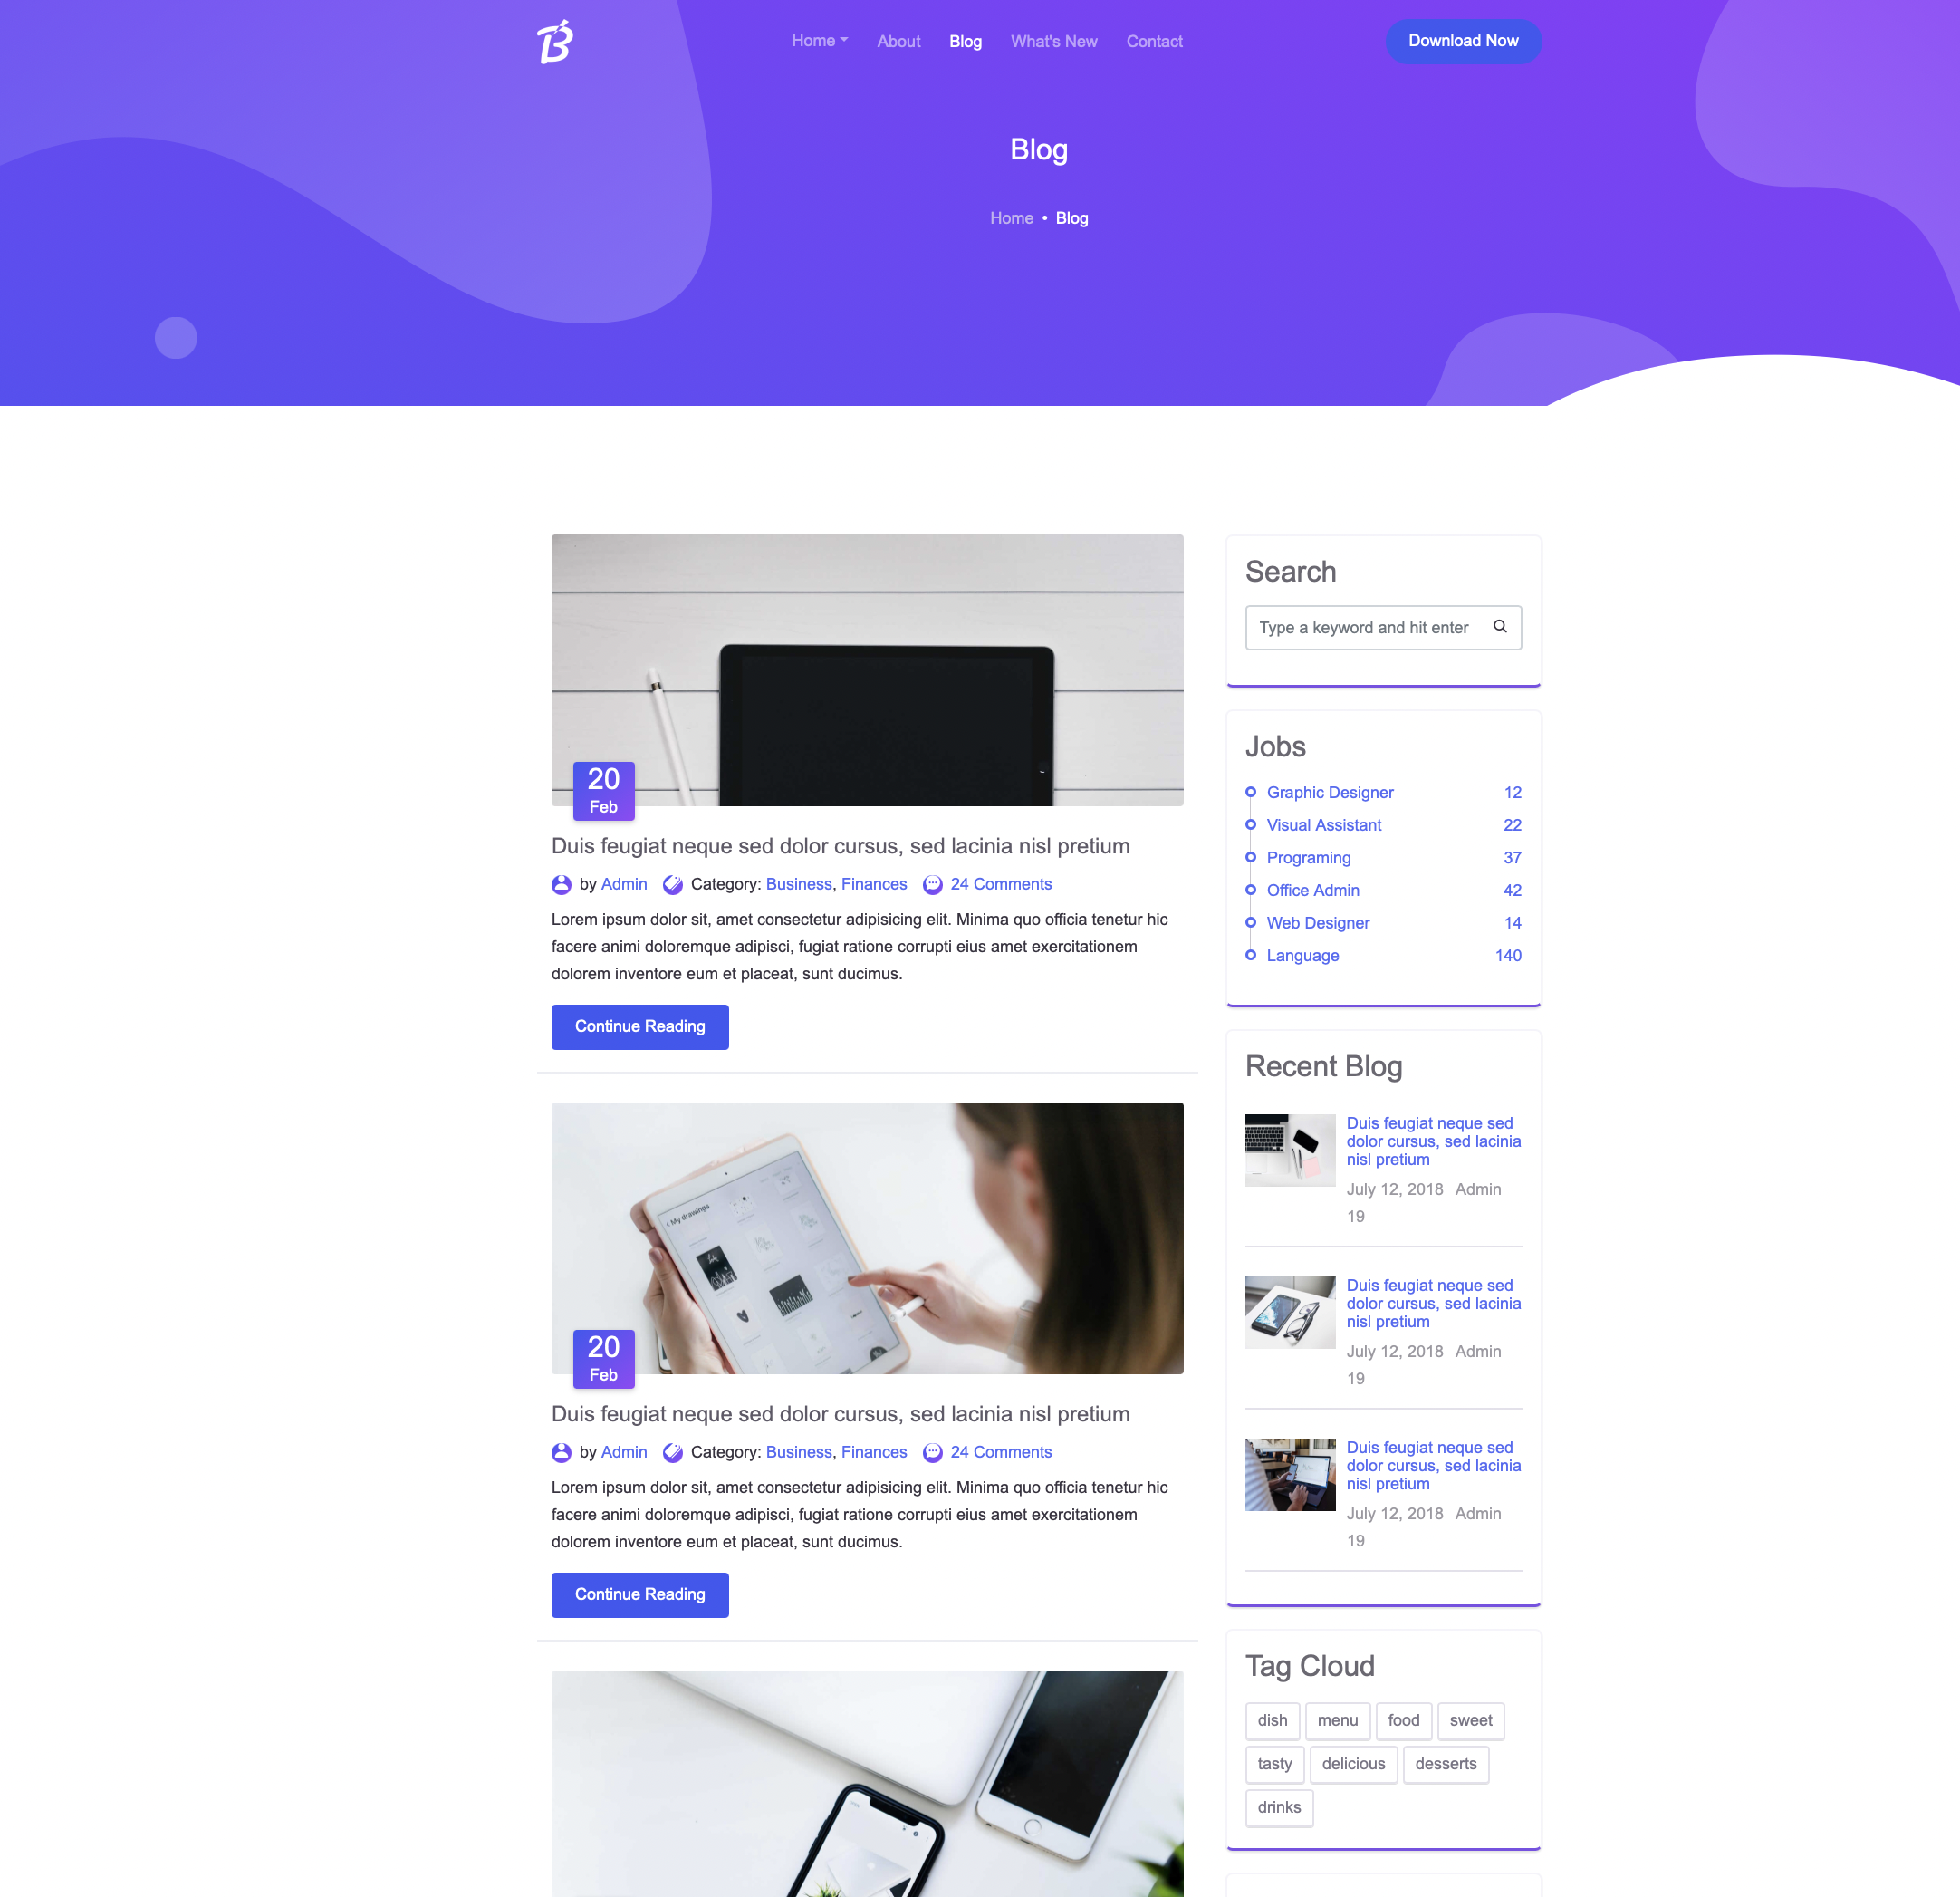 B
Home About Blog What's New Contact Download Now
Blog
Home • Blog
20
Feb
Duis feugiat neque sed dolor cursus, sed lacinia nisl pretium
by Admin Category: Business, Finances 24 Comments
Lorem ipsum dolor sit, amet consectetur adipisicing elit. Minima quo officia tenetur hic
facere animi doloremque adipisci, fugiat ratione corrupti eius amet exercitationem
dolorem inventore eum et placeat, sunt ducimus.
Continue Reading
My drawings
20
Feb
Duis feugiat neque sed dolor cursus, sed lacinia nisl pretium
by Admin Category: Business, Finances 24 Comments
Lorem ipsum dolor sit, amet consectetur adipisicing elit. Minima quo officia tenetur hic
facere animi doloremque adipisci, fugiat ratione corrupti eius amet exercitationem
dolorem inventore eum et placeat, sunt ducimus.
Continue Reading
Search
Type a keyword and hit enter
Jobs
Graphic Designer 12
Visual Assistant 22
Programing 37
Office Admin 42
Web Designer 14
Language 140
Recent Blog
Duis feugiat neque sed
dolor cursus, sed lacinia
nisl pretium
July 12, 2018 Admin
19
Duis feugiat neque sed
dolor cursus, sed lacinia
nisl pretium
July 12, 2018 Admin
19
Duis feugiat neque sed
dolor cursus, sed lacinia
nisl pretium
July 12, 2018 Admin
19
Tag Cloud
dish menu food sweet
tasty delicious desserts
drinks